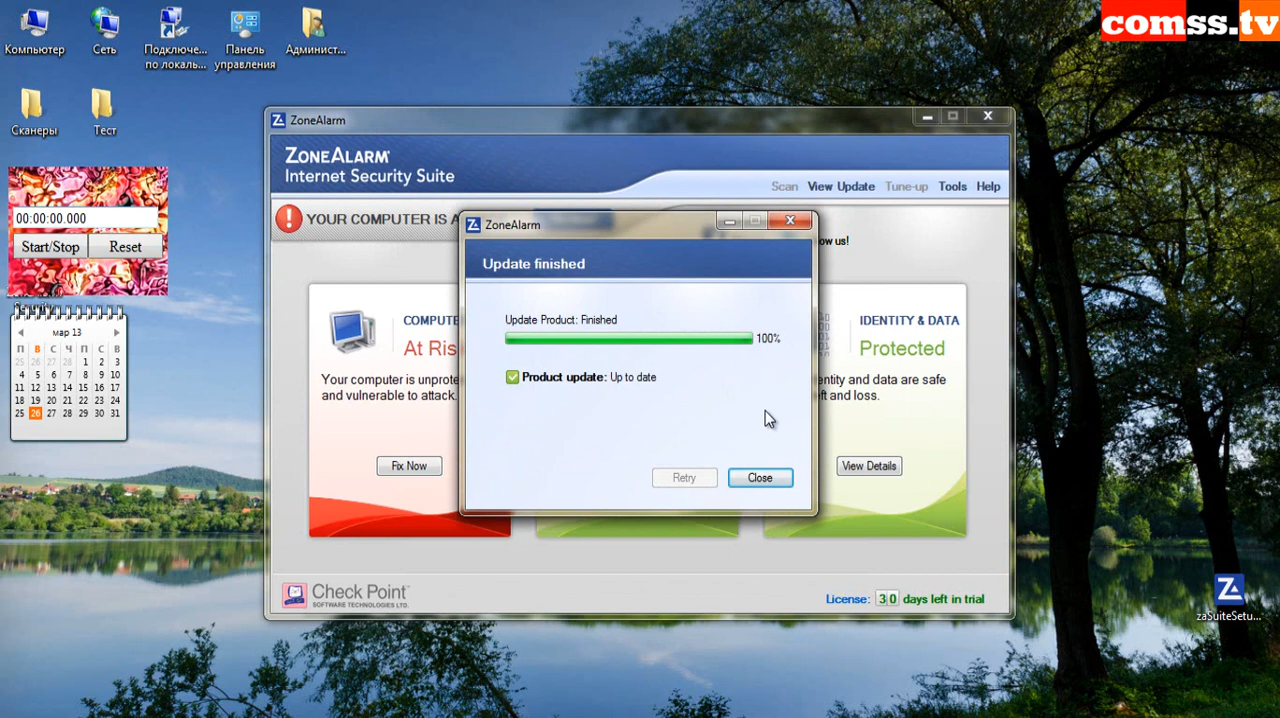 comss.tv
Компьютер
Сеть
Подключе...
по локаль...
Панель
управления
Админист...
Сканеры
Тест
00:00:00.000
Start/Stop
Reset
мар 13
П В С Ч П С В
25 26 27 28 1 2 3
4 5 6 7 8 9 10
11 12 13 14 15 16 17
18 19 20 21 22 23 24
25 26 27 28 29 30 31
ZoneAlarm
ZONEALARM
Internet Security Suite
Scan View Update Tune-up Tools Help
YOUR COMPUTER IS A
ow us!
COMPUTE
At Ris
Your computer is unprote
and vulnerable to attack.
Fix Now
ZoneAlarm
Update finished
Update Product: Finished
100%
Product update: Up to date
Retry
Close
IDENTITY & DATA
Protected
entity and data are safe
ft and loss.
View Details
Check Point
SOFTWARE TECHNOLOGIES LTD.
License: 30 days left in trial
zaSuiteSetu...